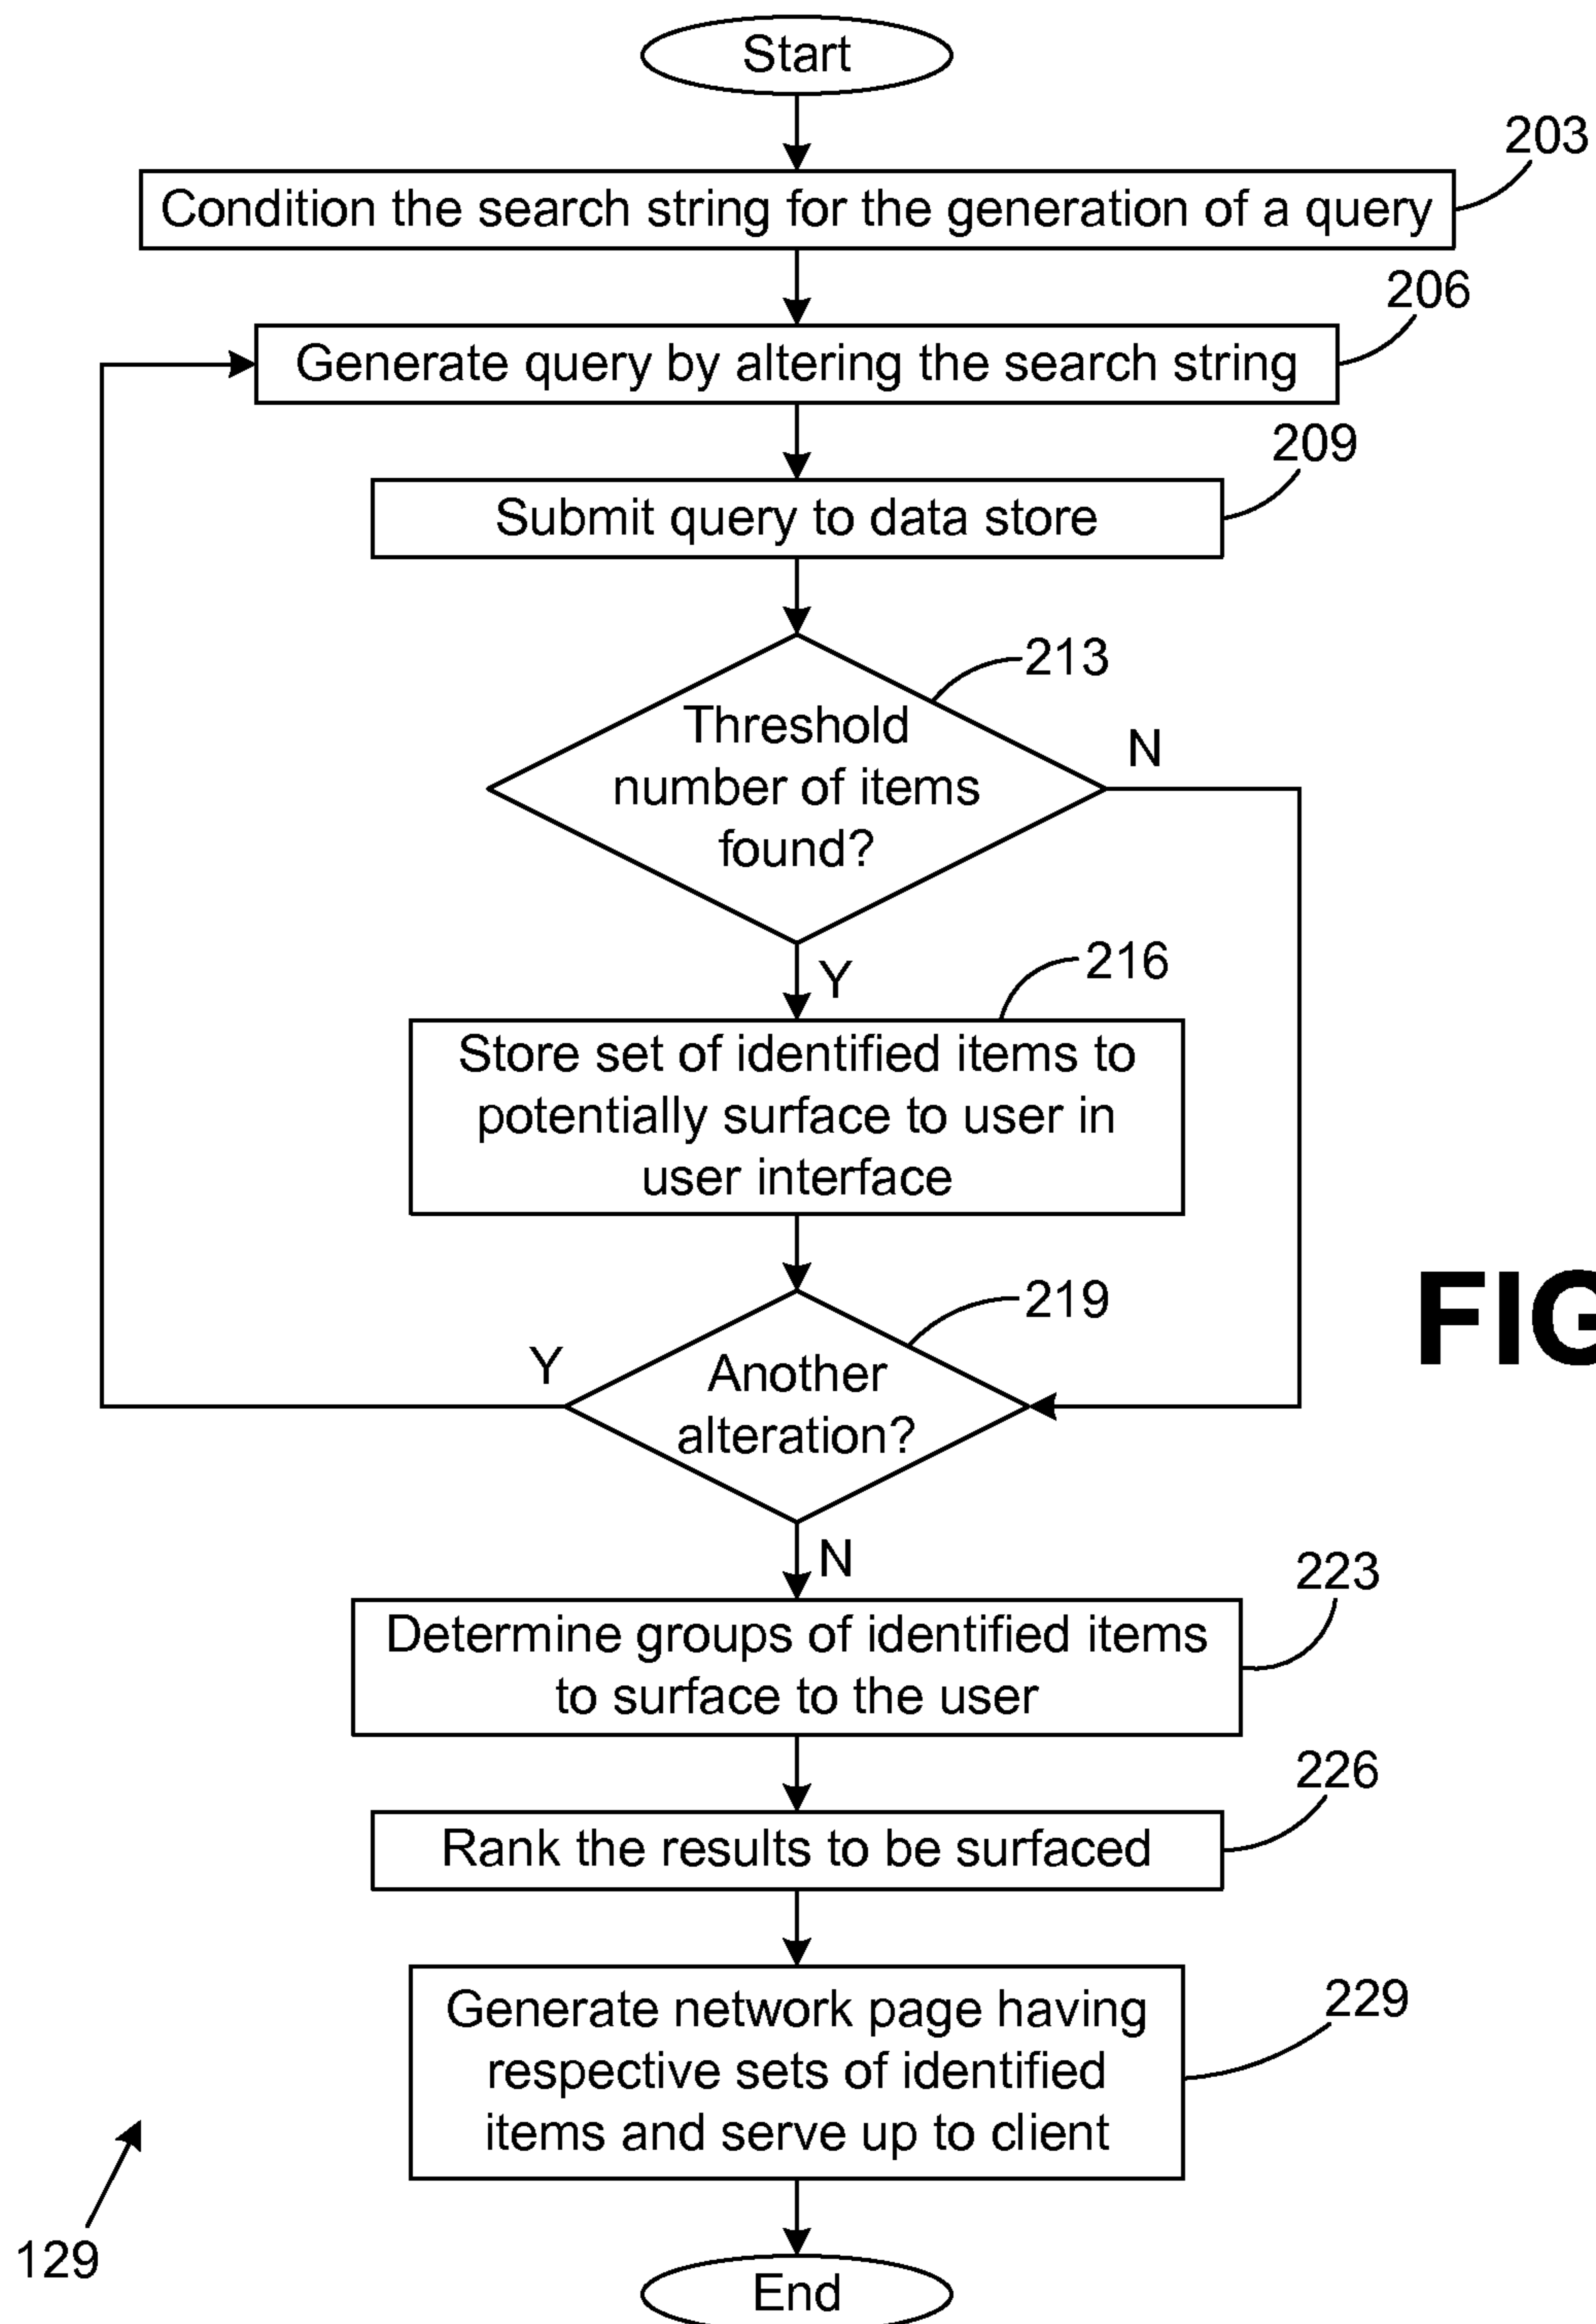 Start
203
Condition the search string for the generation of a query
206
Generate query by altering the search string
209
Submit query to data store
213
Threshold
number of items
found?
N
Y
216
Store set of identified items to
potentially surface to user in
user interface
219
Another
alteration?
Y
FIG
N
223
Determine groups of identified items
to surface to the user
226
Rank the results to be surfaced
229
Generate network page having
respective sets of identified
items and serve up to client
129
End